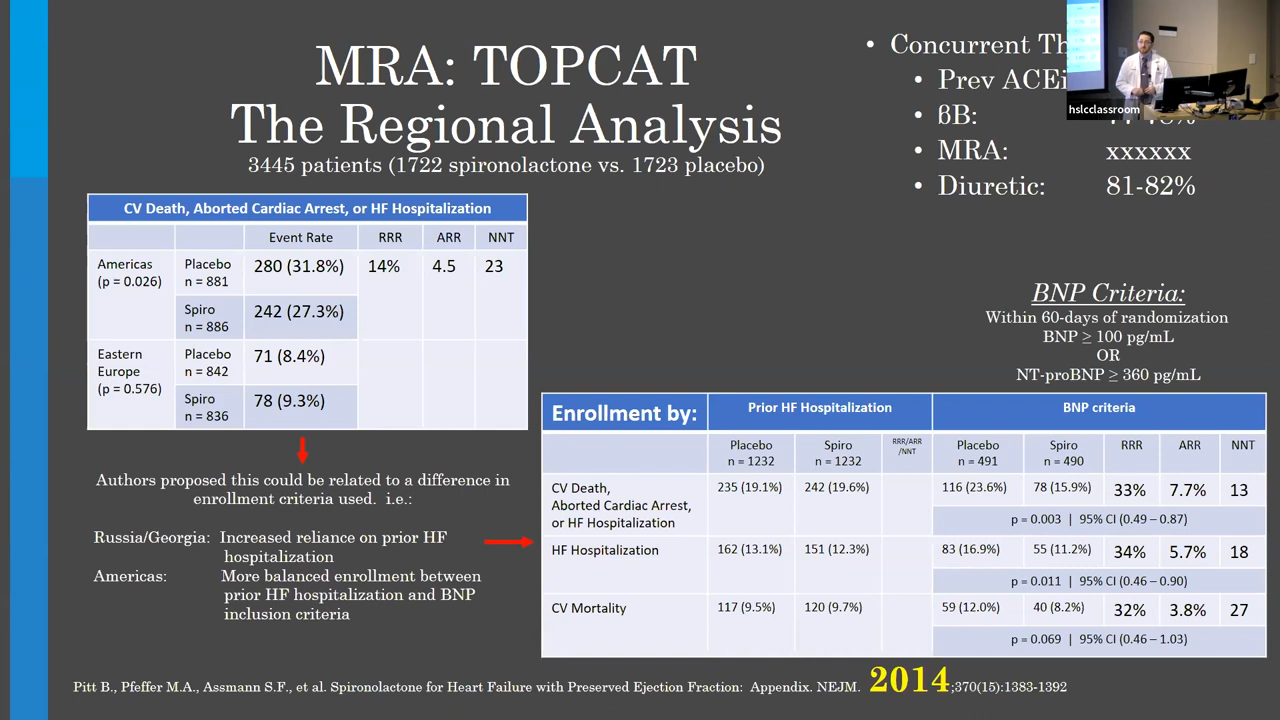 MRA: TOPCAT
The Regional Analysis
3445 patients (1722 spironolactone vs. 1723 placebo)
• Concurrent
• Prev
• βB:
• MRA: xxxxxx
• Diuretic: 81-82%
hslcclassroom
CV Death, Aborted Cardiac Arrest, or HF Hospitalization
Event Rate RRR ARR NNT
Americas (p = 0.026) Placebo n = 881 280 (31.8%) 14% 4.5 23
Spiro n = 886 242 (27.3%)
Eastern Europe (p = 0.576) Placebo n = 842 71 (8.4%)
Spiro n = 836 78 (9.3%)
Authors proposed this could be related to a difference in
enrollment criteria used. i.e.:
Russia/Georgia: Increased reliance on prior HF
hospitalization
Americas: More balanced enrollment between
prior HF hospitalization and BNP
inclusion criteria
BNP Criteria:
Within 60-days of randomization
BNP ≥ 100 pg/mL
OR
NT-proBNP ≥ 360 pg/mL
Enrollment by: Prior HF Hospitalization BNP criteria
Placebo n = 1232 Spiro n = 1232 RRR/ARR /NNT Placebo n = 491 Spiro n = 490 RRR ARR NNT
CV Death, Aborted Cardiac Arrest, or HF Hospitalization 235 (19.1%) 242 (19.6%) 116 (23.6%) 78 (15.9%) 33% 7.7% 13
p = 0.003 | 95% CI (0.49 – 0.87)
HF Hospitalization 162 (13.1%) 151 (12.3%) 83 (16.9%) 55 (11.2%) 34% 5.7% 18
p = 0.011 | 95% CI (0.46 – 0.90)
CV Mortality 117 (9.5%) 120 (9.7%) 59 (12.0%) 40 (8.2%) 32% 3.8% 27
p = 0.069 | 95% CI (0.46 – 1.03)
Pitt B., Pfeffer M.A., Assmann S.F., et al. Spironolactone for Heart Failure with Preserved Ejection Fraction: Appendix. NEJM. 2014;370(15):1383-1392